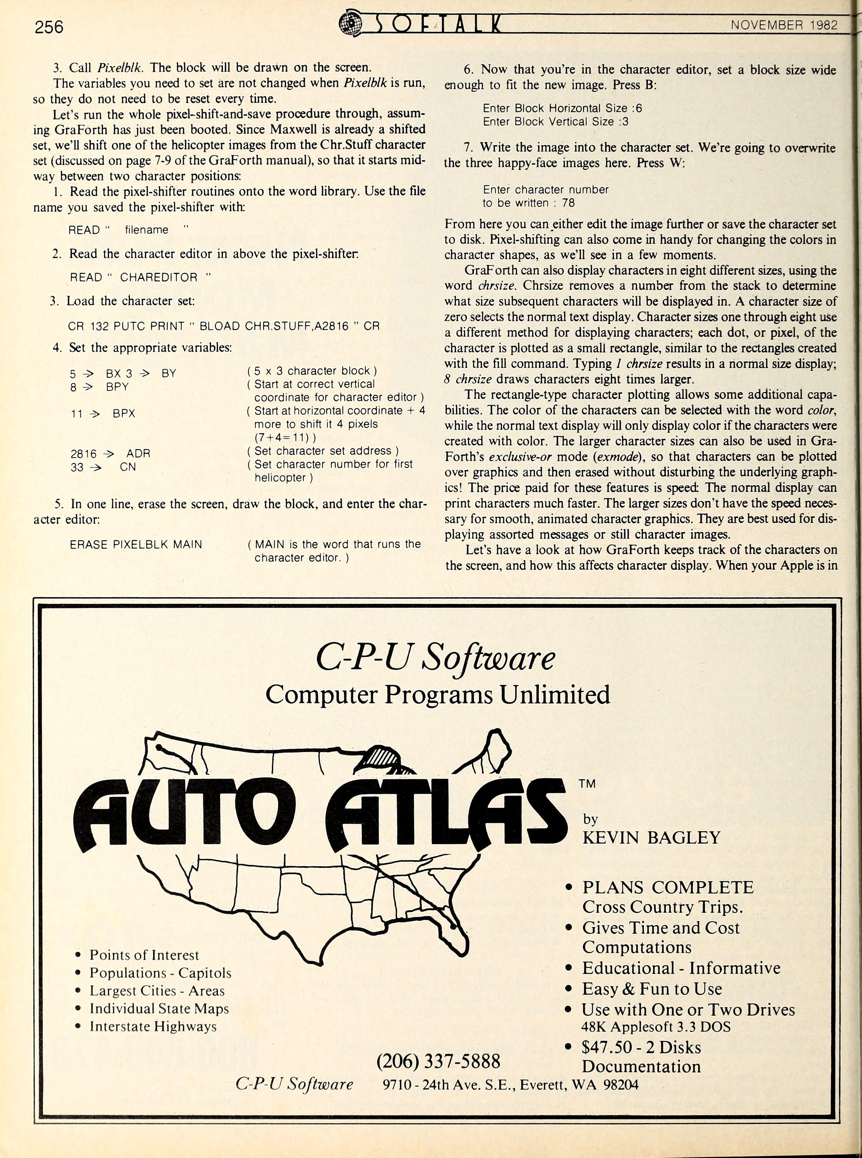 256
SOFTALK
NOVEMBER 1982
3. Call Pixelblk. The block will be drawn on the screen.
The variables you need to set are not changed when Pixelblk is run,
so they do not need to be reset every time.
Let's run the whole pixel-shift-and-save procedure through, assum-
ing GraForth has just been booted. Since Maxwell is already a shifted
set, we'll shift one of the helicopter images from the Chr.Stuff character
set (discussed on page 7-9 of the GraForth manual), so that it starts mid-
way between two character positions:
1. Read the pixel-shifter routines onto the word library. Use the file
name you saved the pixel-shifter with:
READ " filename "
2. Read the character editor in above the pixel-shifter:
READ " CHAREDITOR "
3. Load the character set:
CR 132 PUTC PRINT " BLOAD CHR.STUFF,A2816 " CR
4. Set the appropriate variables:
5 -> BX 3 -> BY ( 5 x 3 character block )
8 -> BPY ( Start at correct vertical
coordinate for character editor )
11 -> BPX ( Start at horizontal coordinate + 4
more to shift it 4 pixels
(7+4=11) )
2816 -> ADR ( Set character set address )
33 -> CN ( Set character number for first
helicopter )
5. In one line, erase the screen, draw the block, and enter the char-
acter editor:
ERASE PIXELBLK MAIN ( MAIN is the word that runs the
character editor. )
6. Now that you're in the character editor, set a block size wide
enough to fit the new image. Press B:
Enter Block Horizontal Size :6
Enter Block Vertical Size :3
7. Write the image into the character set. We're going to overwrite
the three happy-face images here. Press W:
Enter character number
to be written : 78
From here you can either edit the image further or save the character set
to disk. Pixel-shifting can also come in handy for changing the colors in
character shapes, as we'll see in a few moments.
GraForth can also display characters in eight different sizes, using the
word chrsize. Chrsize removes a number from the stack to determine
what size subsequent characters will be displayed in. A character size of
zero selects the normal text display. Character sizes one through eight use
a different method for displaying characters; each dot, or pixel, of the
character is plotted as a small rectangle, similar to the rectangles created
with the fill command. Typing 1 chrsize results in a normal size display;
8 chrsize draws characters eight times larger.
The rectangle-type character plotting allows some additional capa-
bilities. The color of the characters can be selected with the word color,
while the normal text display will only display color if the characters were
created with color. The larger character sizes can also be used in Gra-
Forth's exclusive-or mode (exmode), so that characters can be plotted
over graphics and then erased without disturbing the underlying graph-
ics! The price paid for these features is speed: The normal display can
print characters much faster. The larger sizes don't have the speed neces-
sary for smooth, animated character graphics. They are best used for dis-
playing assorted messages or still character images.
Let's have a look at how GraForth keeps track of the characters on
the screen, and how this affects character display. When your Apple is in
C-P-U Software
Computer Programs Unlimited
AUTO ATLAS ™
by
KEVIN BAGLEY
• Points of Interest
• Populations - Capitols
• Largest Cities - Areas
• Individual State Maps
• Interstate Highways
• PLANS COMPLETE
Cross Country Trips.
• Gives Time and Cost
Computations
• Educational - Informative
• Easy & Fun to Use
• Use with One or Two Drives
48K Applesoft 3.3 DOS
• $47.50 - 2 Disks
Documentation
(206) 337-5888
C-P-U Software 9710 - 24th Ave. S.E., Everett, WA 98204